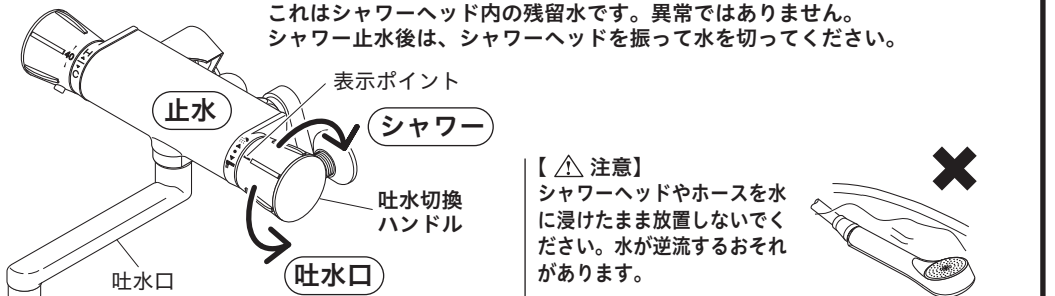 これはシャワーヘッド内の残留水です。異常ではありません。
シャワー止水後は、シャワーヘッドを振って水を切ってください。
表示ポイント
止水
シャワー
吐水切換
ハンドル
吐水口
吐水口
【 ⚠ 注意】
シャワーヘッドやホースを水
に浸けたまま放置しないでく
ださい。水が逆流するおそれ
があります。